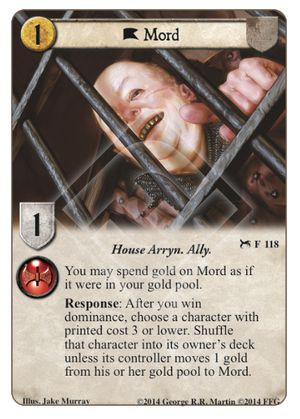 1
Mord
1
House Arryn. Ally.
F 118
You may spend gold on Mord as if
it were in your gold pool.
Response: After you win
dominance, choose a character with
printed cost 3 or lower. Shuffle
that character into its owner's deck
unless its controller moves 1 gold
from his or her gold pool to Mord.
Illus. Jake Murray
©2014 George R.R. Martin ©2014 FFG